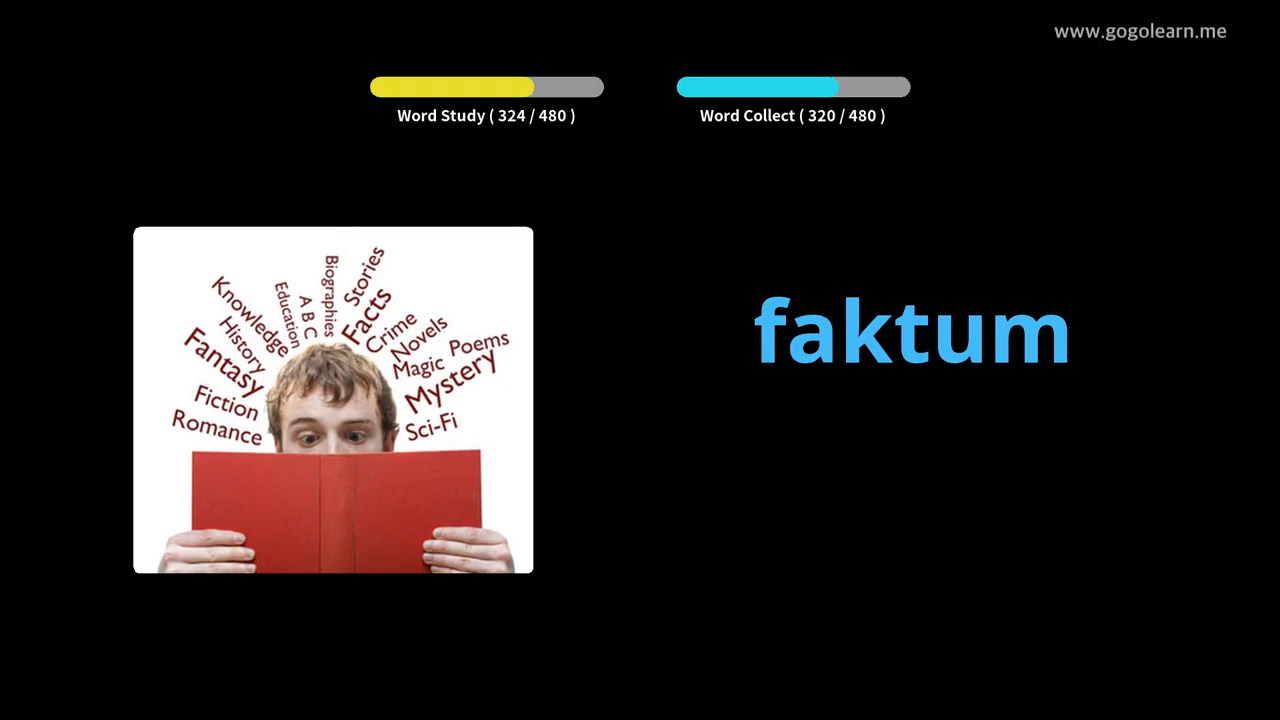 www.gogolearn.me
Word Study ( 324 / 480 )
Word Collect ( 320 / 480 )
faktum
Biographies
Stories
Education
A B C
Facts
Knowledge
History
Crime
Novels
Poems
Fantasy
Magic
Mystery
Fiction
Romance
Sci-Fi